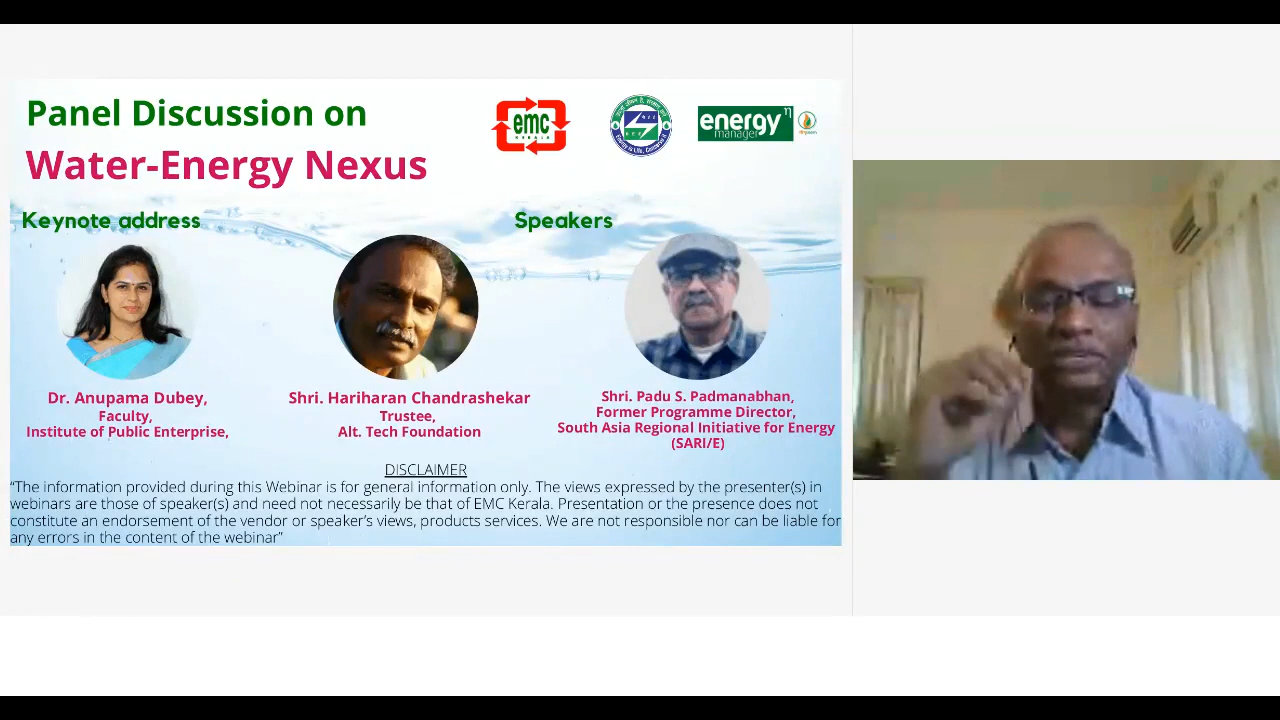 Panel Discussion on
Water-Energy Nexus
emc
KERALA
energy η
manager
Keynote address
Speakers
Dr. Anupama Dubey,
Faculty,
Institute of Public Enterprise,
Shri. Hariharan Chandrashekar
Trustee,
Alt. Tech Foundation
Shri. Padu S. Padmanabhan,
Former Programme Director,
South Asia Regional Initiative for Energy
(SARI/E)
DISCLAIMER
“The information provided during this Webinar is for general information only. The views expressed by the presenter(s) in
webinars are those of speaker(s) and need not necessarily be that of EMC Kerala. Presentation or the presence does not
constitute an endorsement of the vendor or speaker’s views, products services. We are not responsible nor can be liable for
any errors in the content of the webinar”